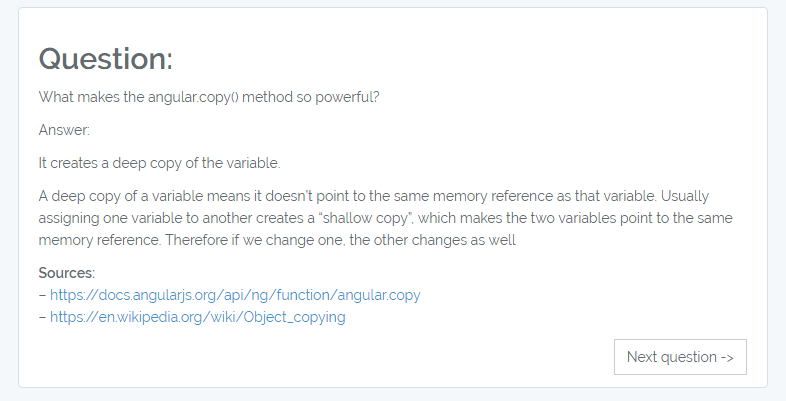 Question:
What makes the angular.copy() method so powerful?
Answer:
It creates a deep copy of the variable.
A deep copy of a variable means it doesn't point to the same memory reference as that variable. Usually
assigning one variable to another creates a “shallow copy”, which makes the two variables point to the same
memory reference. Therefore if we change one, the other changes as well
Sources:
– https://docs.angularjs.org/api/ng/function/angular.copy
– https://en.wikipedia.org/wiki/Object_copying
Next question ->